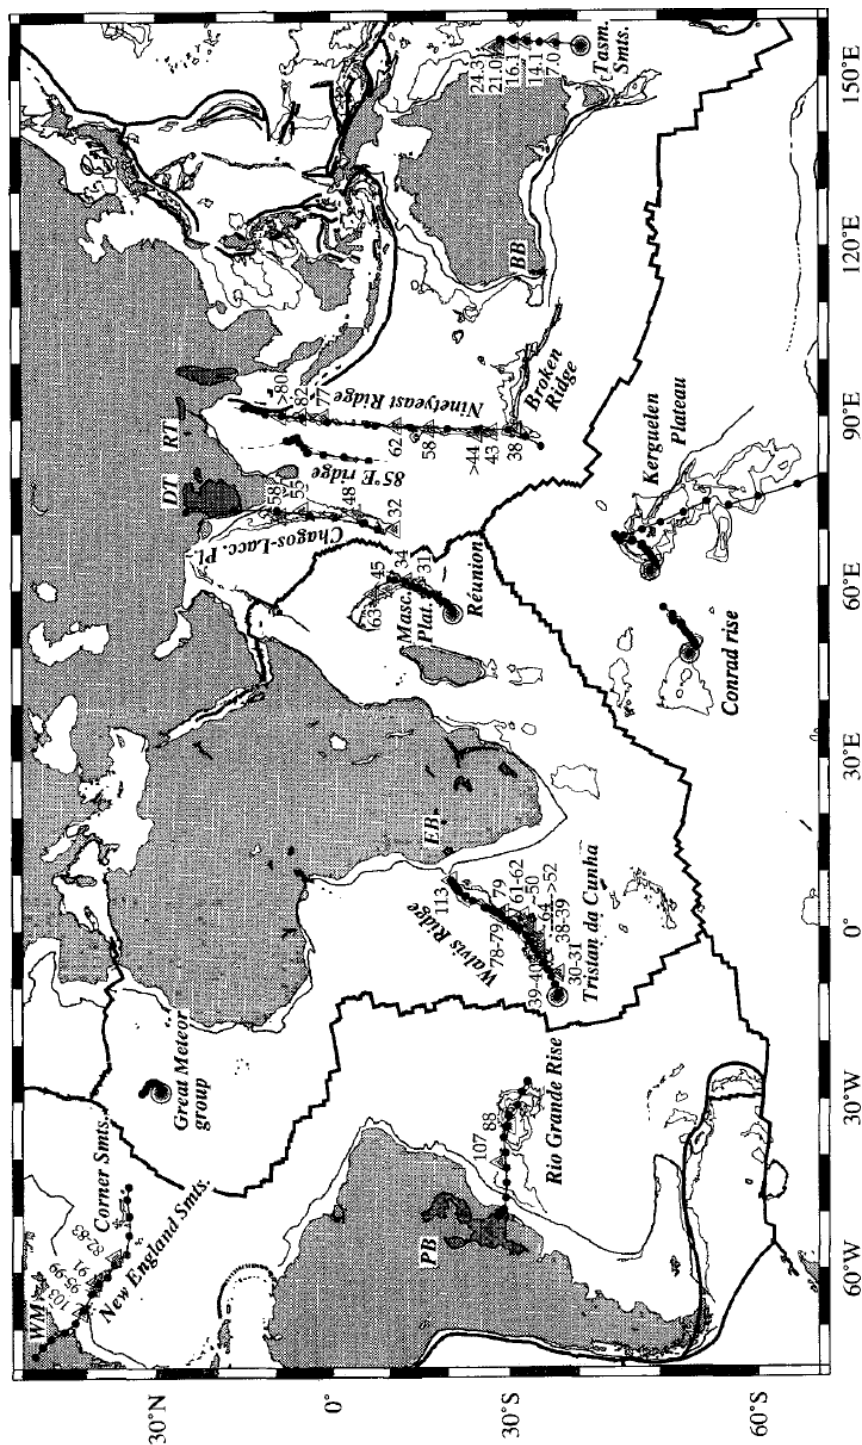 WM
103
95-99
91
82-83
Corner Smts.
New England Smts.
Great Meteor
group
PB
107
88
Rio Grande Rise
EB
Walvis Ridge
113
79
78-79
61-62
~50
64
>52
39-40
38-39
30-31
Tristan da Cunha
DT
RT
58
55
48
32
Chagos-Lacc. Pl.
85°E ridge
>80
82
77
62
58
>44
43
38
Ninetyeast Ridge
Broken
Ridge
BB
63
45
34
31
Masc.
Plat.
Réunion
Conrad rise
Kerguelen
Plateau
24.3
21.0
16.1
14.1
7.0
Tasm.
Smts.
30°N
0°
30°S
60°S
60°W
30°W
0°
30°E
60°E
90°E
120°E
150°E